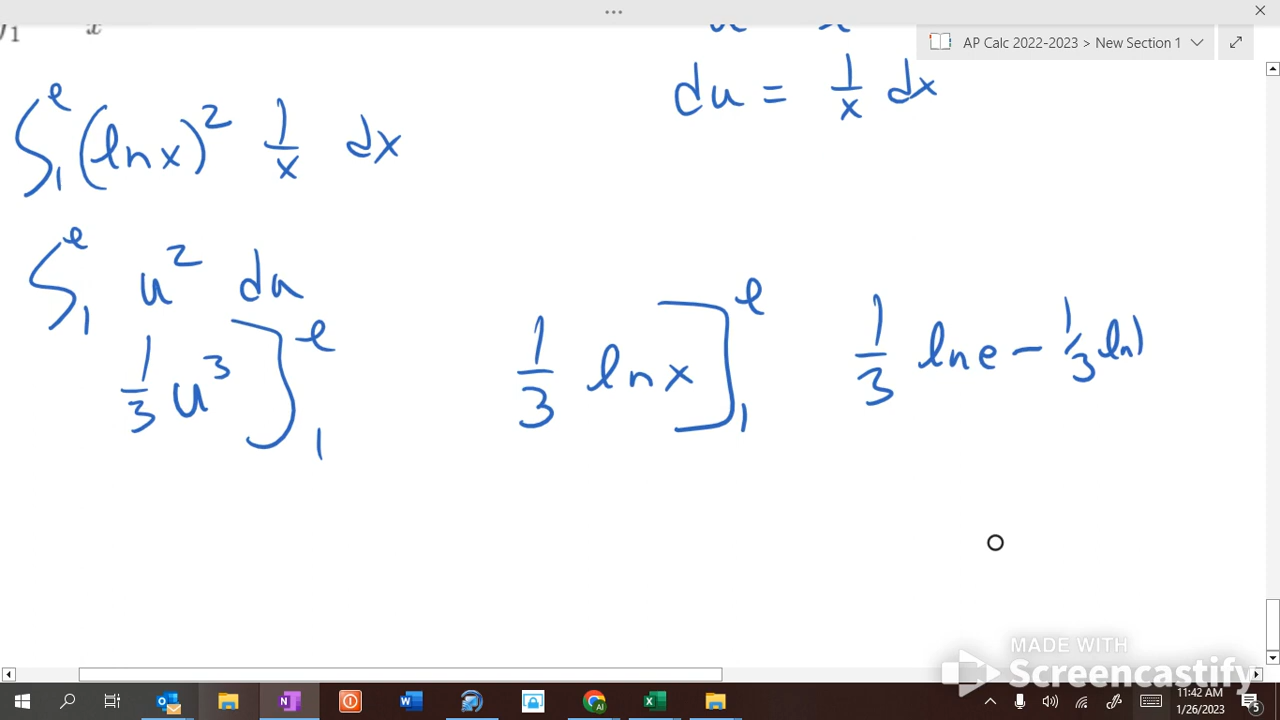 ∫₁ x
AP Calc 2022-2023 > New Section 1
du = 1/x dx
∫₁^e (ln x)² 1/x dx
∫₁^e u² du
1/3 u³ ]₁^e 1/3 ln x ]₁^e 1/3 ln e − 1/3 ln 1
MADE WITH
Screencastify
11:42 AM
1/26/2023
5